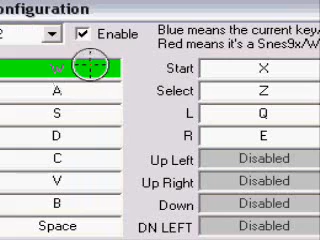 onfiguration
2 Enable Blue means the current key/
Red means it's a Snes9x/W
W Start X
A Select Z
S L Q
D R E
C Up Left Disabled
V Up Right Disabled
B Down Disabled
Space DN LEFT Disabled